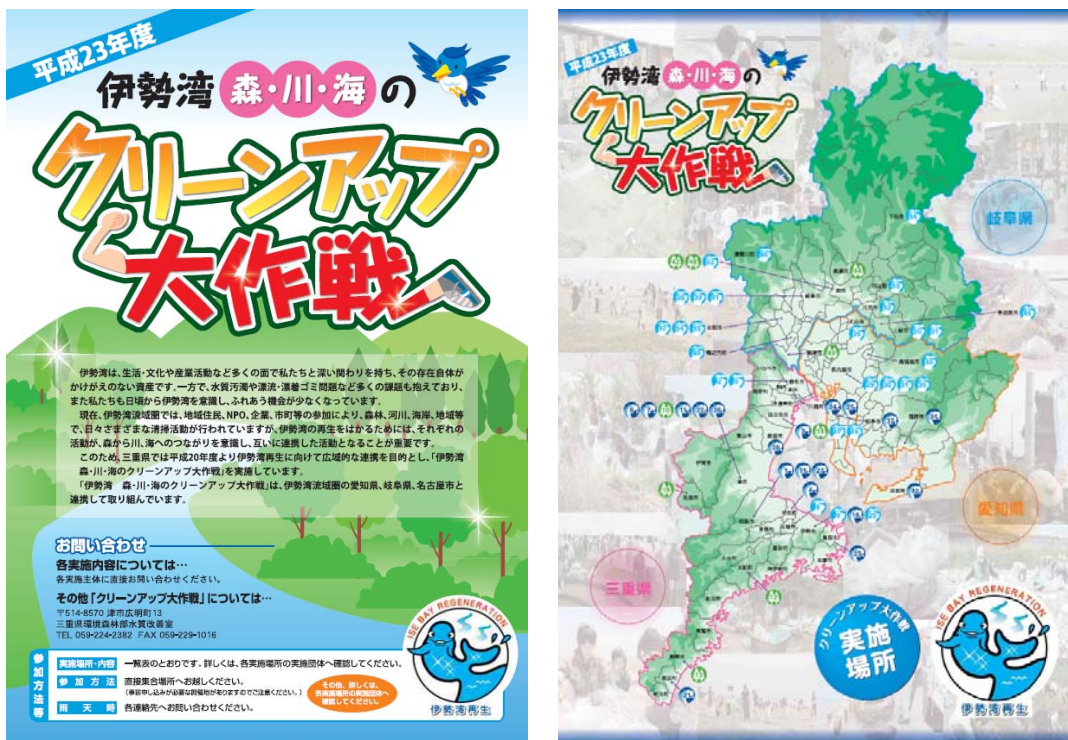 平成23年度
伊勢湾 森・川・海の
クリーンアップ
大作戦
伊勢湾は、生活・文化や産業活動など多くの面で私たちと深い関わりを持ち、その存在自体が
かけがえのない資産です。一方で、水質汚濁や漂流・漂着ゴミ問題など多くの課題も抱えており、
また私たちも日頃から伊勢湾を意識し、ふれあう機会が少なくなっています。
現在、伊勢湾流域圏では、地域住民、NPO、企業、市町等の参加により、森林、河川、海岸、地域等
で、日々さまざまな清掃活動が行われていますが、伊勢湾の再生をはかるためには、それぞれの
活動が、森から川、海へのつながりを意識し、互いに連携した活動となることが重要です。
このため、三重県では平成20年度より伊勢湾再生に向けて広域的な連携を目的とし、「伊勢湾
森・川・海のクリーンアップ大作戦」を実施しています。
「伊勢湾 森・川・海のクリーンアップ大作戦」は、伊勢湾流域圏の愛知県、岐阜県、名古屋市と
連携して取り組んでいます。
お問い合わせ
各実施内容については…
各実施主体に直接お問い合わせください。
その他「クリーンアップ大作戦」については…
〒514-8570 津市広明町13
三重県環境森林部水質改善室
TEL 059-224-2382 FAX 059-229-1016
参加方法等
実施場所・内容 一覧表のとおりです。詳しくは、各実施場所の実施団体へ確認してください。
参加方法 直接集合場所へお越しください。
(事前申し込みが必要な開催地がありますのでご注意ください。)
雨天時 各連絡先へお問い合わせください。
その他、詳しくは、
各実施場所の実施団体へ
確認してください。
ISE BAY REGENERATION
伊勢湾再生
平成23年度
伊勢湾 森・川・海の
クリーンアップ
大作戦
岐阜県
愛知県
三重県
クリーンアップ大作戦
実施
場所
ISE BAY REGENERATION
伊勢湾再生